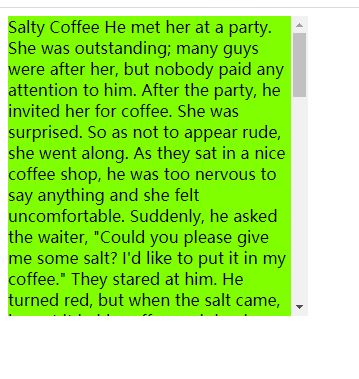 Salty Coffee He met her at a party.
She was outstanding; many guys
were after her, but nobody paid any
attention to him. After the party, he
invited her for coffee. She was
surprised. So as not to appear rude,
she went along. As they sat in a nice
coffee shop, he was too nervous to
say anything and she felt
uncomfortable. Suddenly, he asked
the waiter, "Could you please give
me some salt? I'd like to put it in my
coffee." They stared at him. He
turned red, but when the salt came,